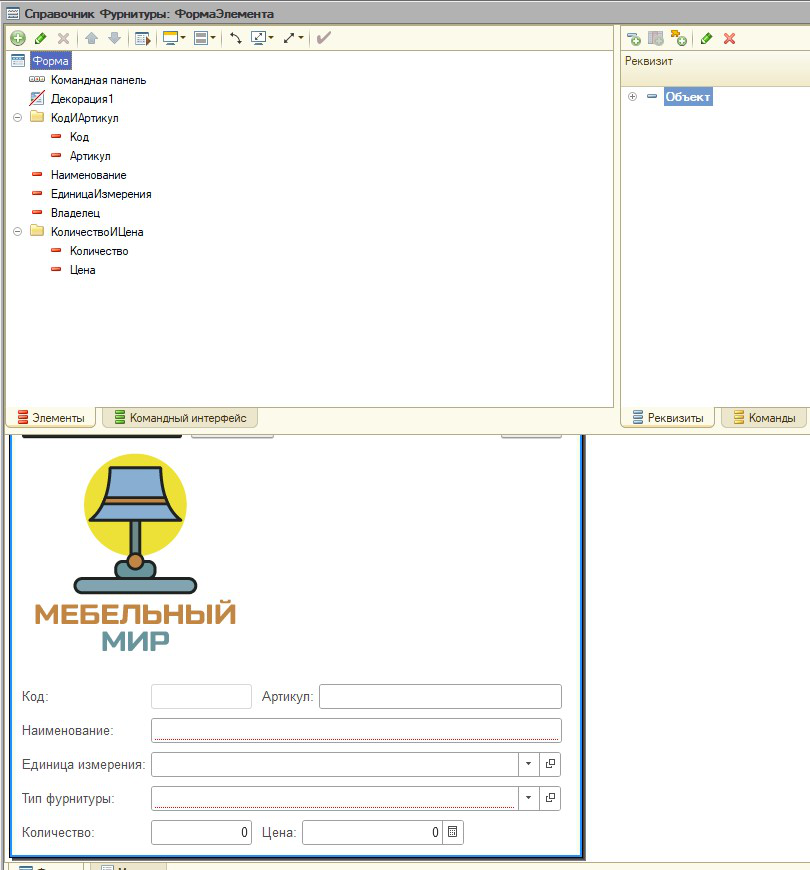 Справочник Фурнитуры: ФормаЭлемента
Форма
Командная панель
Декорация1
КодИАртикул
Код
Артикул
Наименование
ЕдиницаИзмерения
Владелец
КоличествоИЦена
Количество
Цена
Элементы
Командный интерфейс
Реквизит
Объект
Реквизиты
Команды
МЕБЕЛЬНЫЙ
МИР
Код: Артикул:
Наименование:
Единица измерения:
Тип фурнитуры:
Количество: 0 Цена: 0